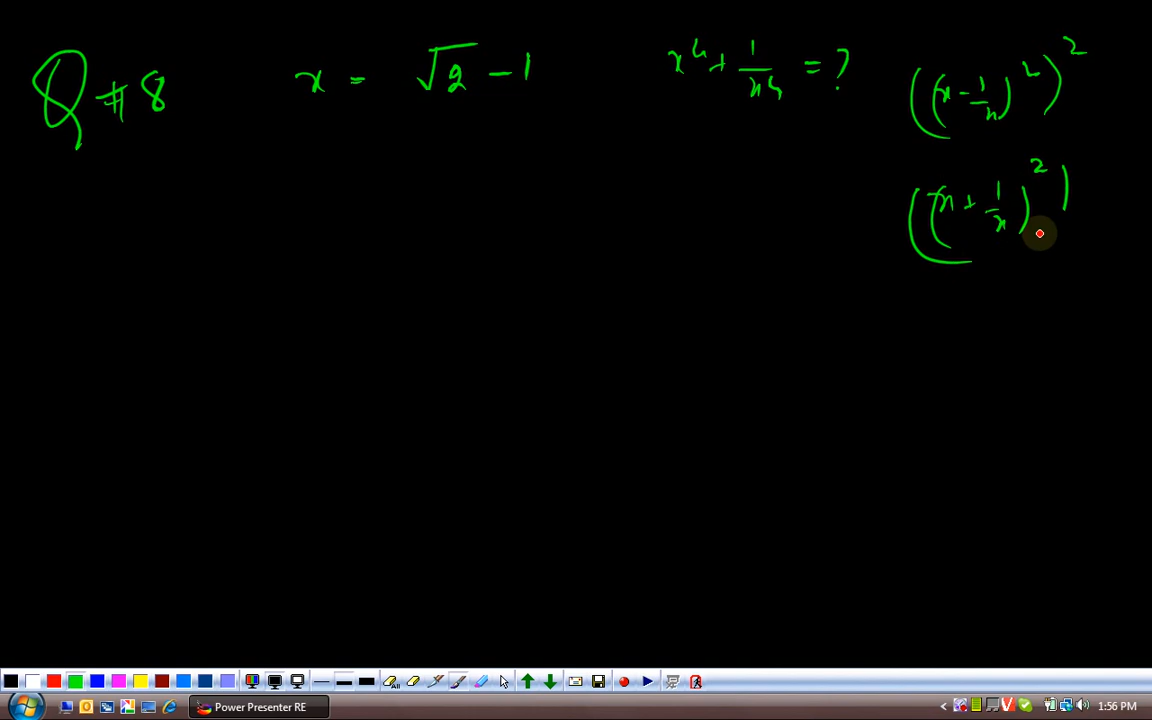 Q # 8 x = √2 - 1 x⁴ + 1/x⁴ = ? ((x - 1/x)²)²
((x + 1/x)²)
Power Presenter RE 1:56 PM